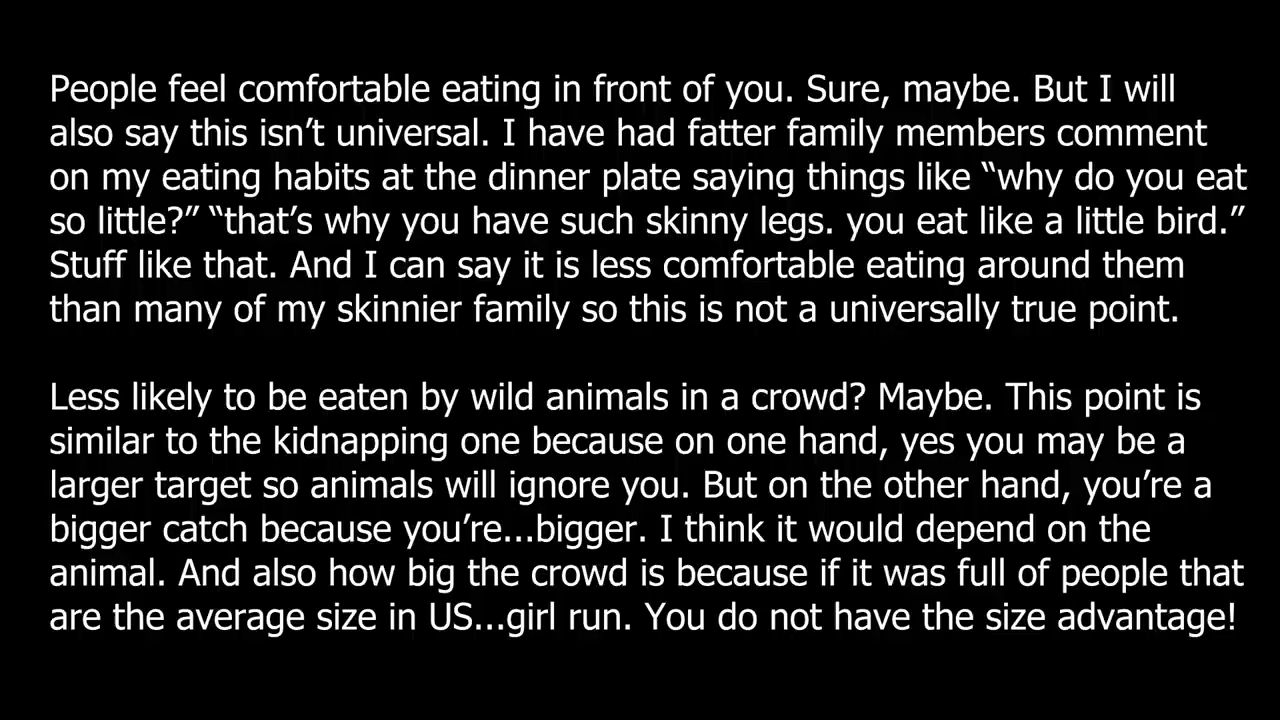 People feel comfortable eating in front of you. Sure, maybe. But I will
also say this isn’t universal. I have had fatter family members comment
on my eating habits at the dinner plate saying things like “why do you eat
so little?” “that’s why you have such skinny legs. you eat like a little bird.”
Stuff like that. And I can say it is less comfortable eating around them
than many of my skinnier family so this is not a universally true point.
Less likely to be eaten by wild animals in a crowd? Maybe. This point is
similar to the kidnapping one because on one hand, yes you may be a
larger target so animals will ignore you. But on the other hand, you’re a
bigger catch because you’re...bigger. I think it would depend on the
animal. And also how big the crowd is because if it was full of people that
are the average size in US...girl run. You do not have the size advantage!